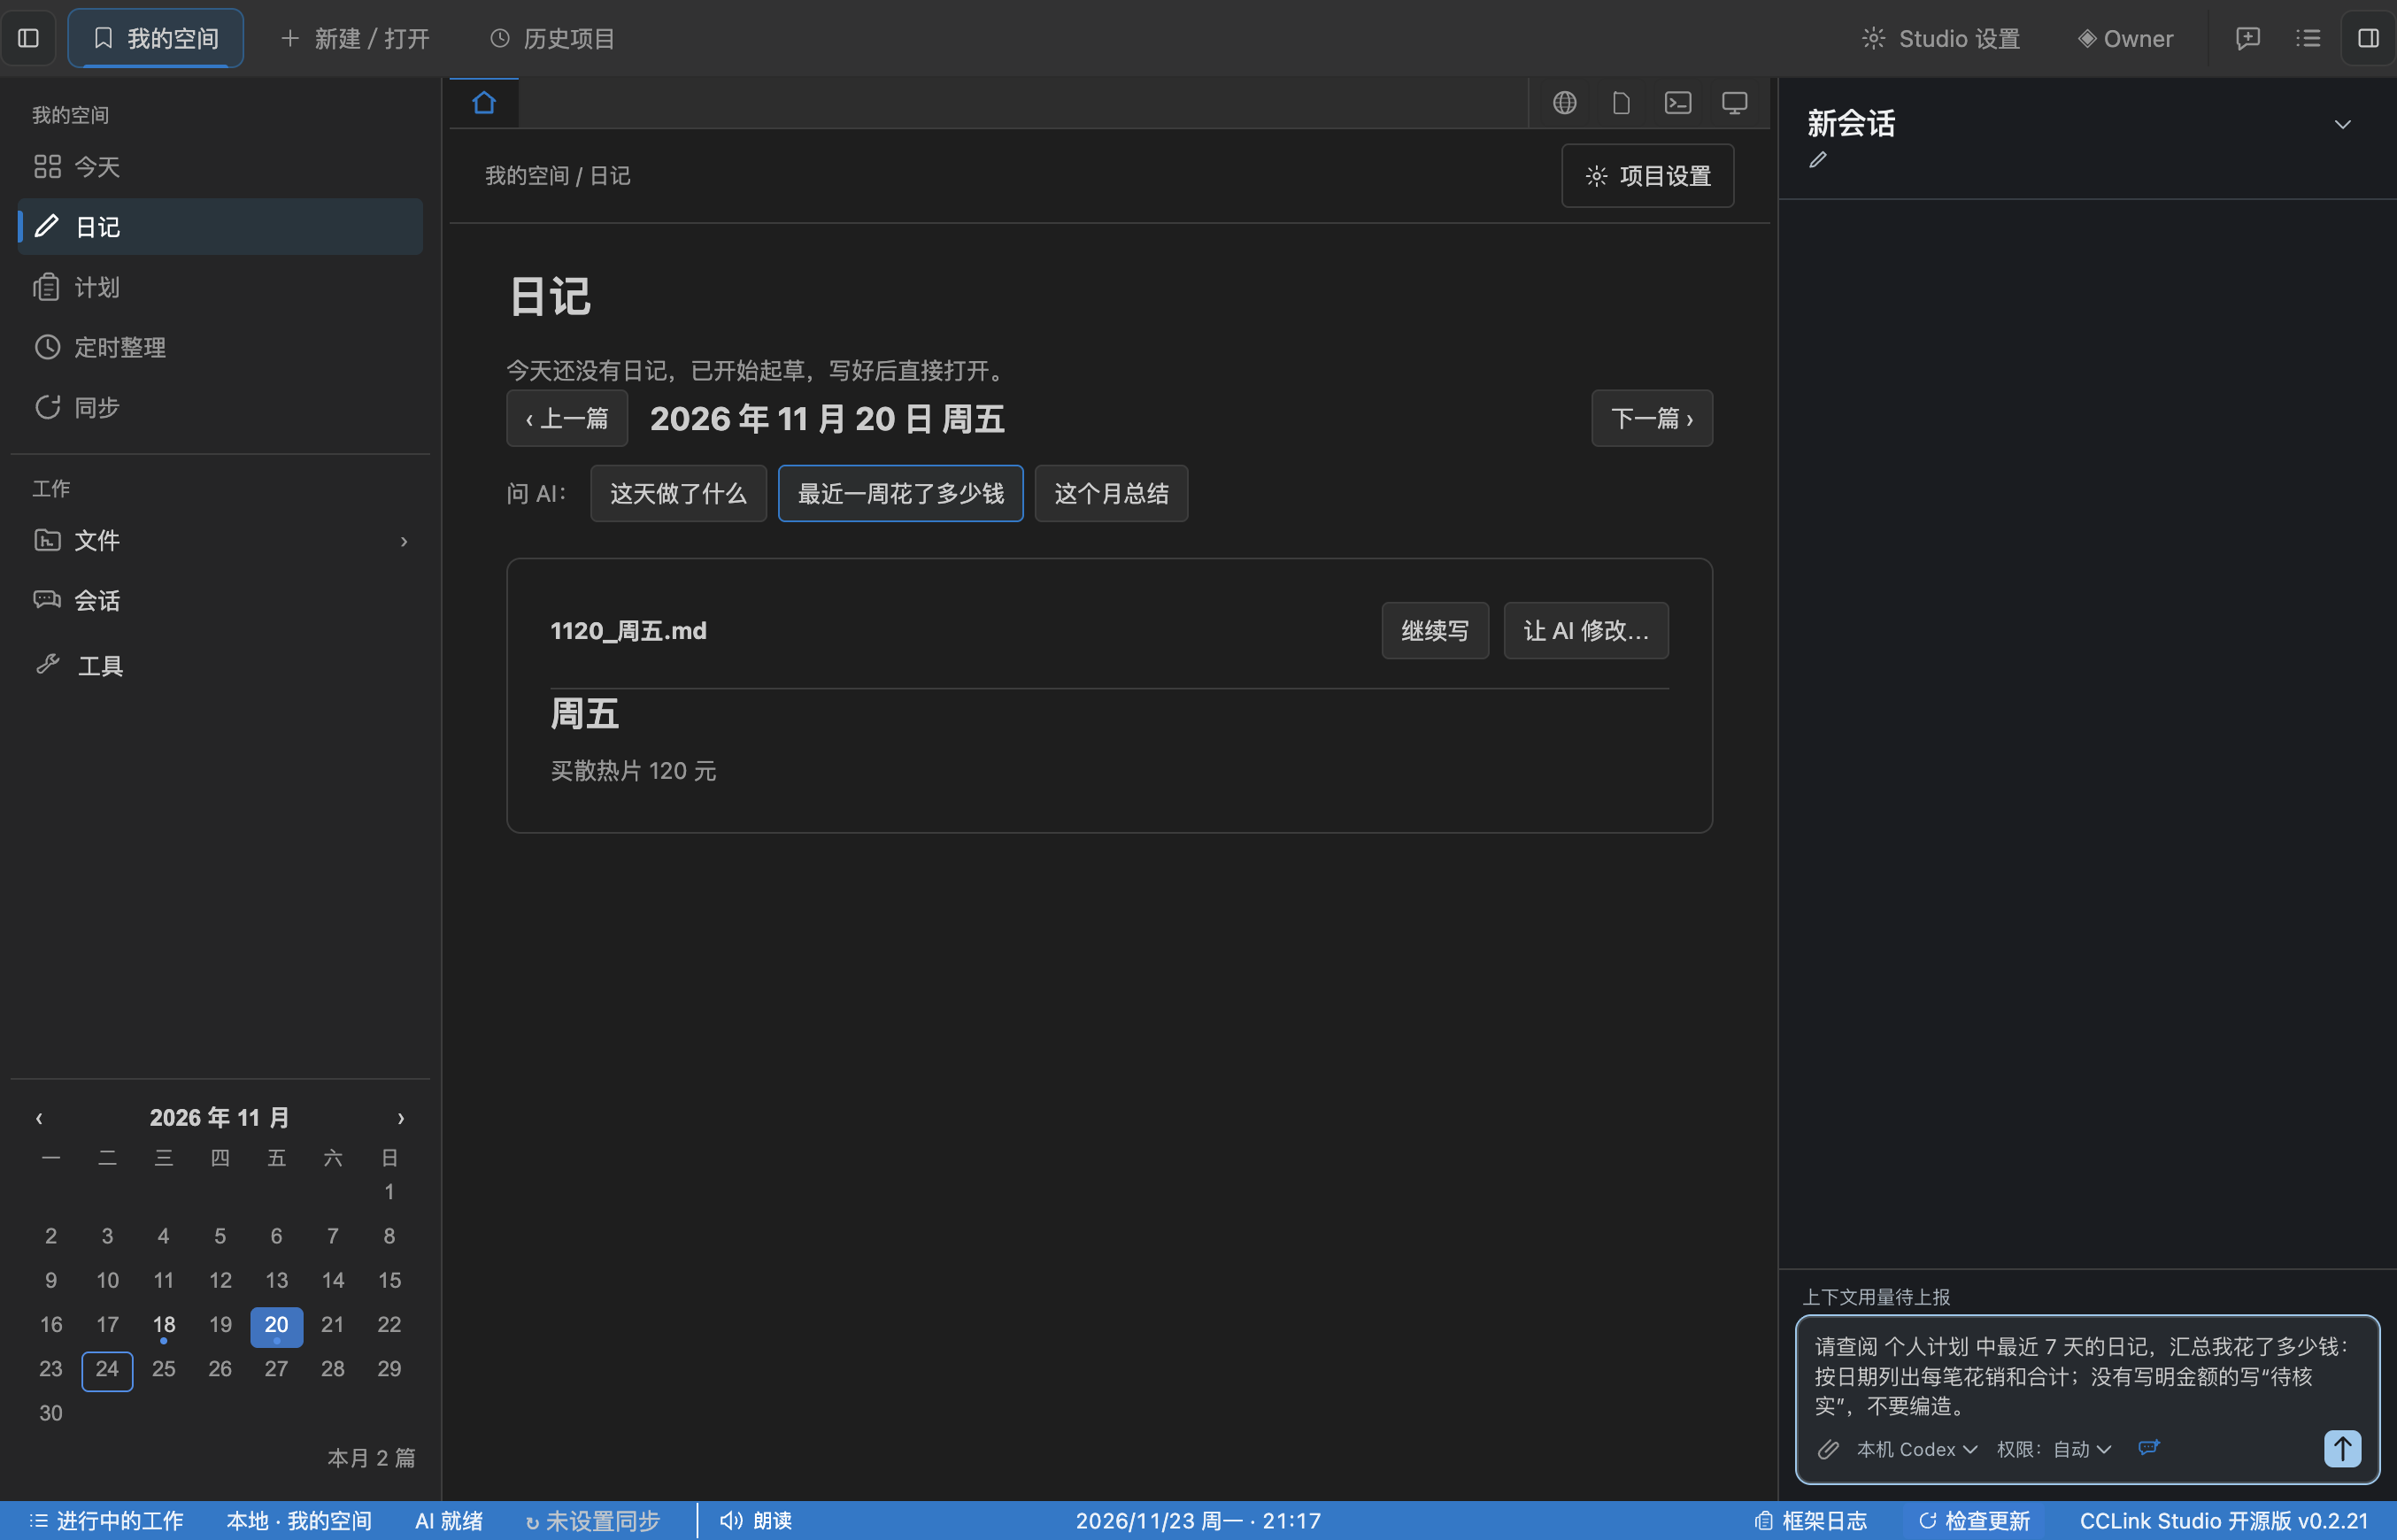 我的空间
新建 / 打开
历史项目
Studio 设置
Owner
我的空间
今天
日记
计划
定时整理
同步
工作
文件
会话
工具
2026 年 11 月
一 二 三 四 五 六 日
1
2 3 4 5 6 7 8
9 10 11 12 13 14 15
16 17 18 19 20 21 22
23 24 25 26 27 28 29
30
本月 2 篇
我的空间 / 日记
项目设置
日记
今天还没有日记，已开始起草，写好后直接打开。
‹ 上一篇
2026 年 11 月 20 日 周五
下一篇 ›
问 AI：
这天做了什么
最近一周花了多少钱
这个月总结
1120_周五.md
继续写
让 AI 修改…
周五
买散热片 120 元
新会话
上下文用量待上报
请查阅 个人计划 中最近 7 天的日记，汇总我花了多少钱：
按日期列出每笔花销和合计；没有写明金额的写“待核
实”，不要编造。
本机 Codex
权限：自动
进行中的工作
本地 · 我的空间
AI 就绪
未设置同步
朗读
2026/11/23 周一 · 21:17
框架日志
检查更新
CCLink Studio 开源版 v0.2.21